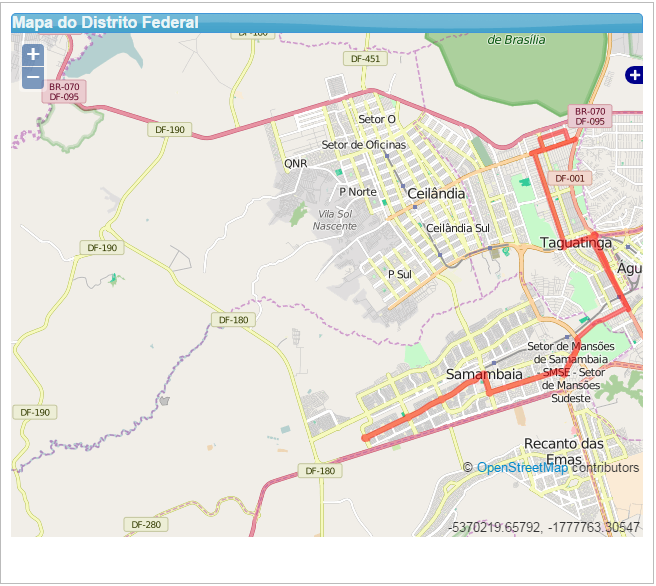 Mapa do Distrito Federal
DF-180
de Brasília
+
−
DF-451
+
BR-070
DF-095
BR-070
DF-095
Setor O
DF-190
Setor de Oficinas
QNR
DF-001
P Norte
Ceilândia
Vila Sol
Nascente
Ceilândia Sul
DF-190
Taguatinga
P Sul
Águ
DF-180
Setor de Mansões
de Samambaia
- SMSE - Setor
de Mansões
Sudeste
Samambaia
DF-190
Recanto das
Emas
DF-180
© OpenStreetMap contributors
DF-280
-5370219.65792, -1777763.30547